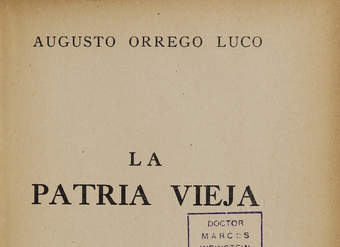 AUGUSTO ORREGO LUCO
LA
PATRIA VIEJA
DOCTOR
MARCOS